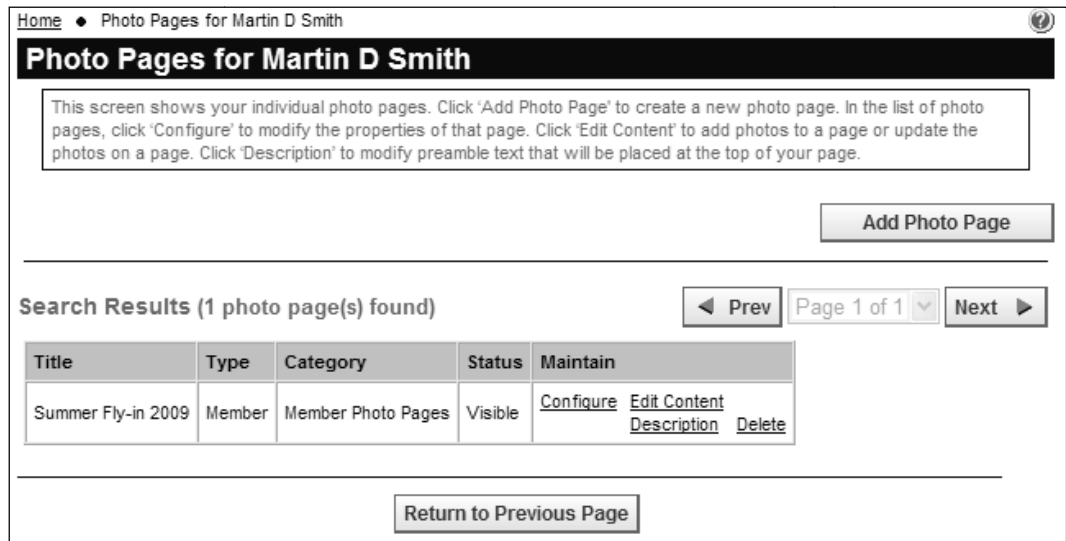 Home ● Photo Pages for Martin D Smith ?
Photo Pages for Martin D Smith
This screen shows your individual photo pages. Click 'Add Photo Page' to create a new photo page. In the list of photo
pages, click 'Configure' to modify the properties of that page. Click 'Edit Content' to add photos to a page or update the
photos on a page. Click 'Description' to modify preamble text that will be placed at the top of your page.
Add Photo Page
Search Results (1 photo page(s) found) Prev Page 1 of 1 Next
Title Type Category Status Maintain
Summer Fly-in 2009 Member Member Photo Pages Visible Configure Edit Content
Description Delete
Return to Previous Page